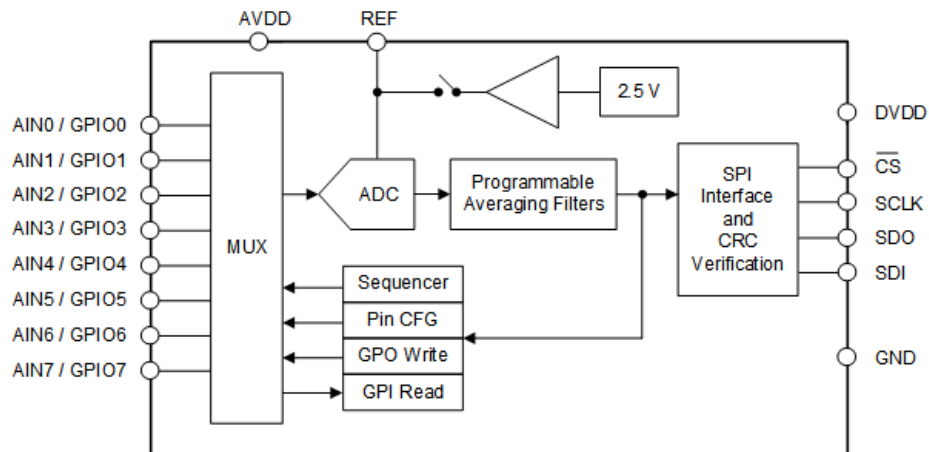 AVDD
REF
2.5 V
AIN0 / GPIO0
AIN1 / GPIO1
AIN2 / GPIO2
AIN3 / GPIO3
AIN4 / GPIO4
AIN5 / GPIO5
AIN6 / GPIO6
AIN7 / GPIO7
MUX
ADC
Programmable
Averaging Filters
Sequencer
Pin CFG
GPO Write
GPI Read
SPI
Interface
and
CRC
Verification
DVDD
C̅S̅
SCLK
SDO
SDI
GND